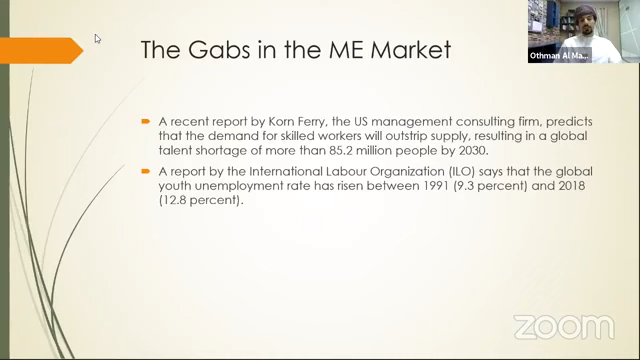 The Gabs in the ME Market
Othman Al Ma...
A recent report by Korn Ferry, the US management consulting firm, predicts
that the demand for skilled workers will outstrip supply, resulting in a global
talent shortage of more than 85.2 million people by 2030.
A report by the International Labour Organization (ILO) says that the global
youth unemployment rate has risen between 1991 (9.3 percent) and 2018
(12.8 percent).
zoom